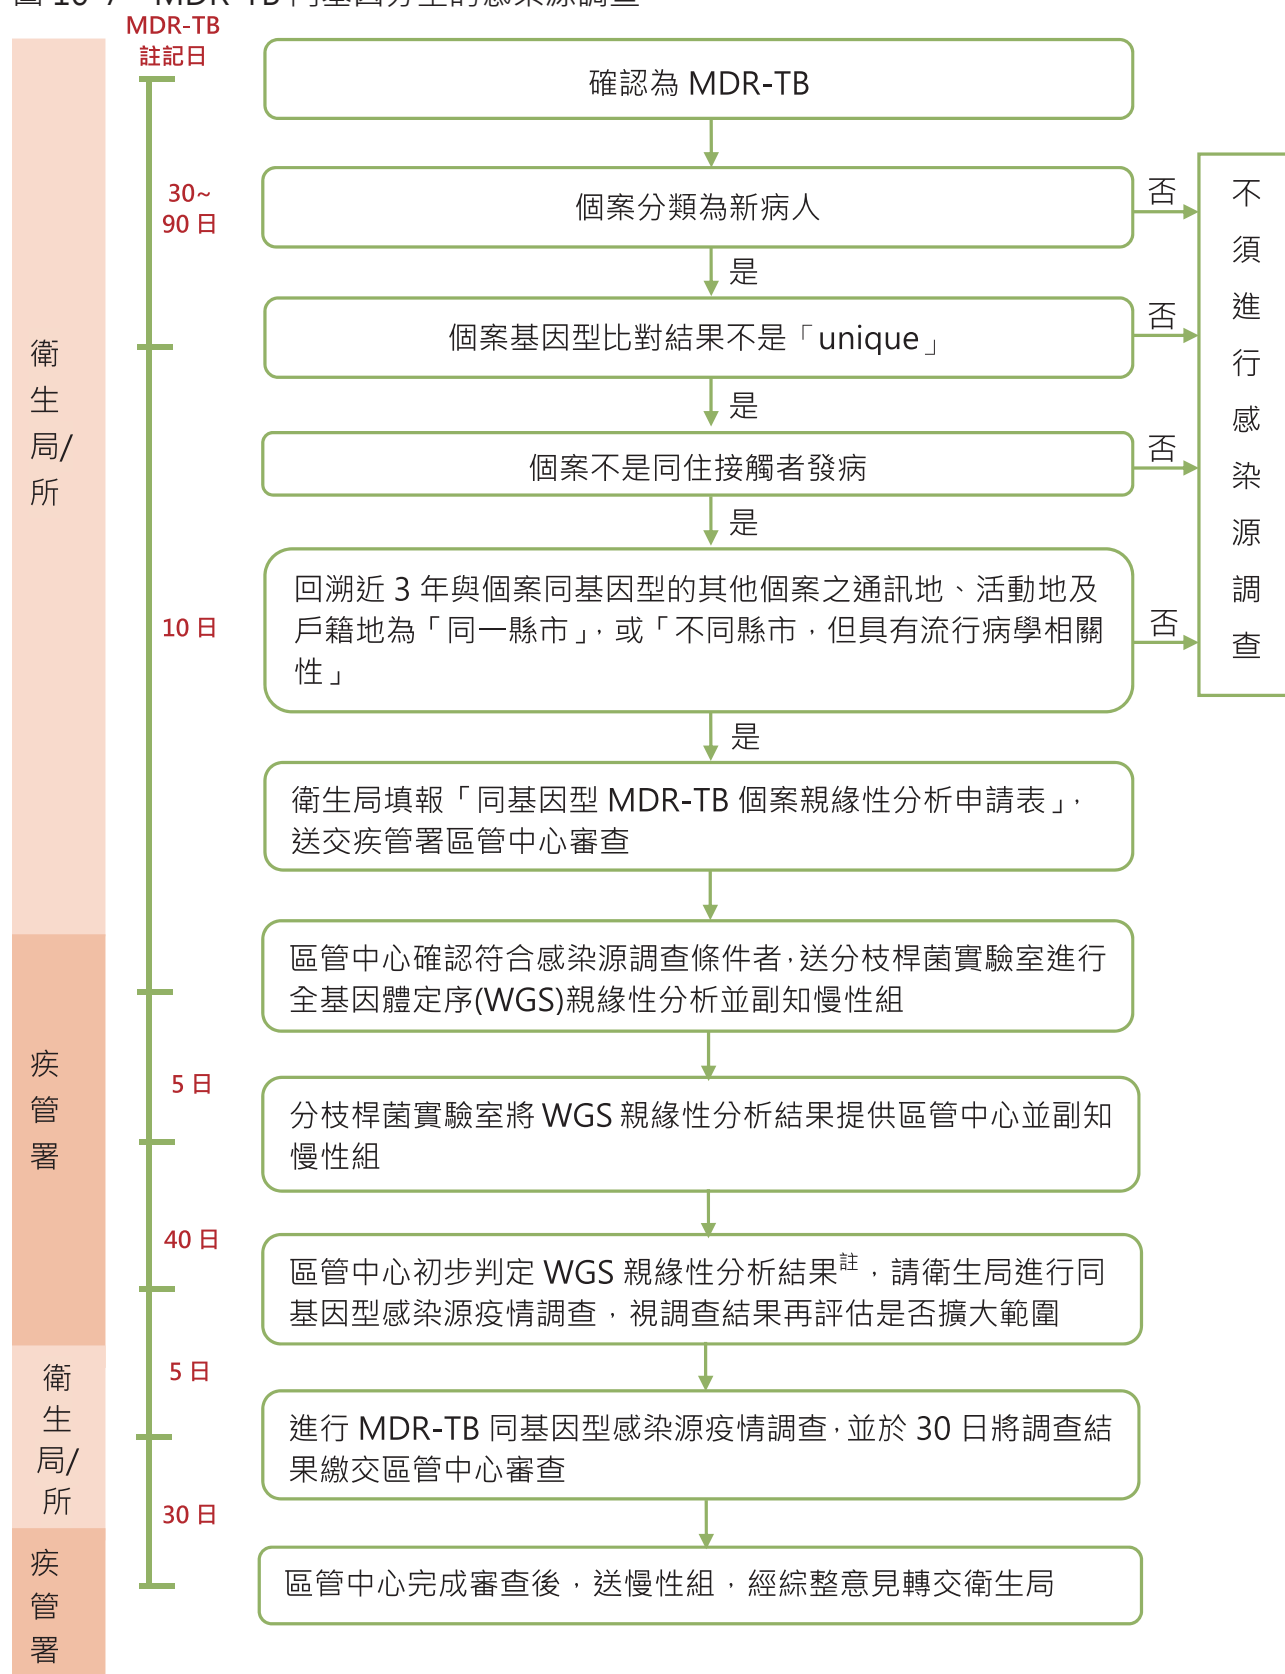 圖 10-7 MDR-TB 同基因分型的感染源調查
MDR-TB
註記日
確認為 MDR-TB
30~
90 日
個案分類為新病人
否
是
個案基因型比對結果不是「unique」
否
是
個案不是同住接觸者發病
否
是
10 日
回溯近 3 年與個案同基因型的其他個案之通訊地、活動地及
戶籍地為「同一縣市」，或「不同縣市，但具有流行病學相關
性」
否
是
不須進行感染源調查
衛生局/所
衛生局填報「同基因型 MDR-TB 個案親緣性分析申請表」，
送交疾管署區管中心審查
區管中心確認符合感染源調查條件者，送分枝桿菌實驗室進行
全基因體定序(WGS)親緣性分析並副知慢性組
疾管署
5 日
分枝桿菌實驗室將 WGS 親緣性分析結果提供區管中心並副知
慢性組
40 日
區管中心初步判定 WGS 親緣性分析結果註，請衛生局進行同
基因型感染源疫情調查，視調查結果再評估是否擴大範圍
衛生局/所
5 日
進行 MDR-TB 同基因型感染源疫情調查，並於 30 日將調查結
果繳交區管中心審查
30 日
疾管署
區管中心完成審查後，送慢性組，經綜整意見轉交衛生局